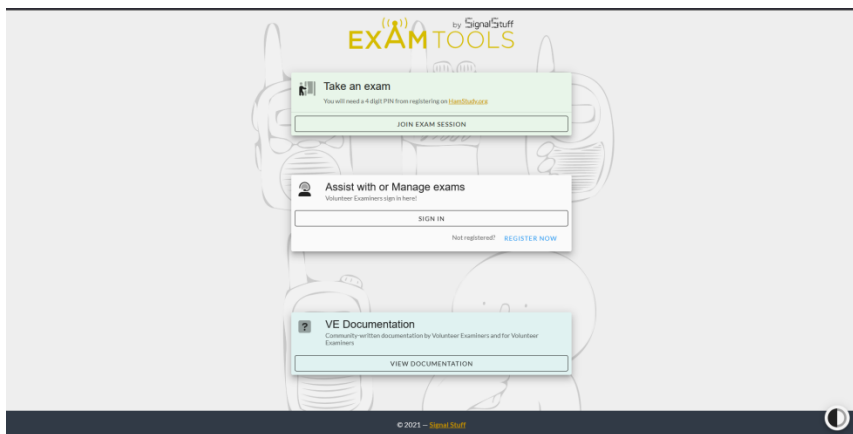 by SignalStuff
EXAMTOOLS
Take an exam
You will need a 4 digit PIN from registering on HamStudy.org
JOIN EXAM SESSION
Assist with or Manage exams
Volunteer Examiners sign in here!
SIGN IN
Not registered? REGISTER NOW
?
VE Documentation
Community-written documentation by Volunteer Examiners and for Volunteer
Examiners
VIEW DOCUMENTATION
© 2021 — Signal Stuff